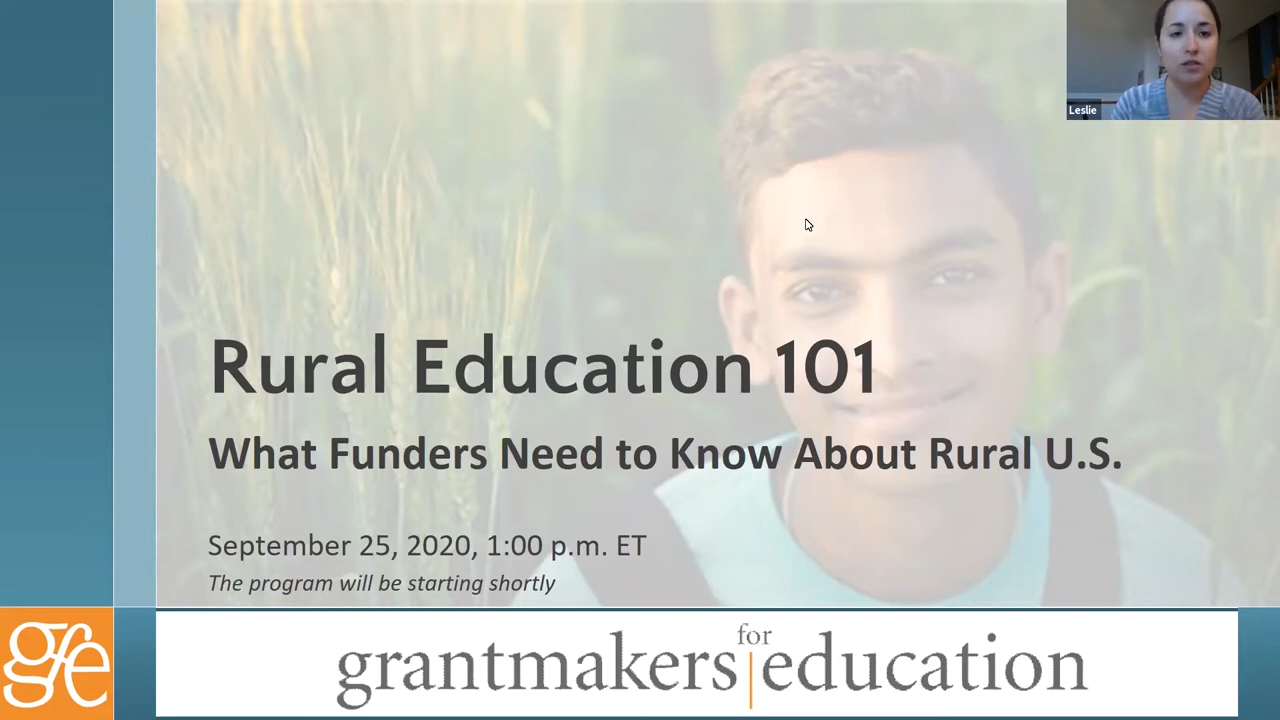 Leslie
Rural Education 101
What Funders Need to Know About Rural U.S.
September 25, 2020, 1:00 p.m. ET
The program will be starting shortly
gfe
grantmakers for education